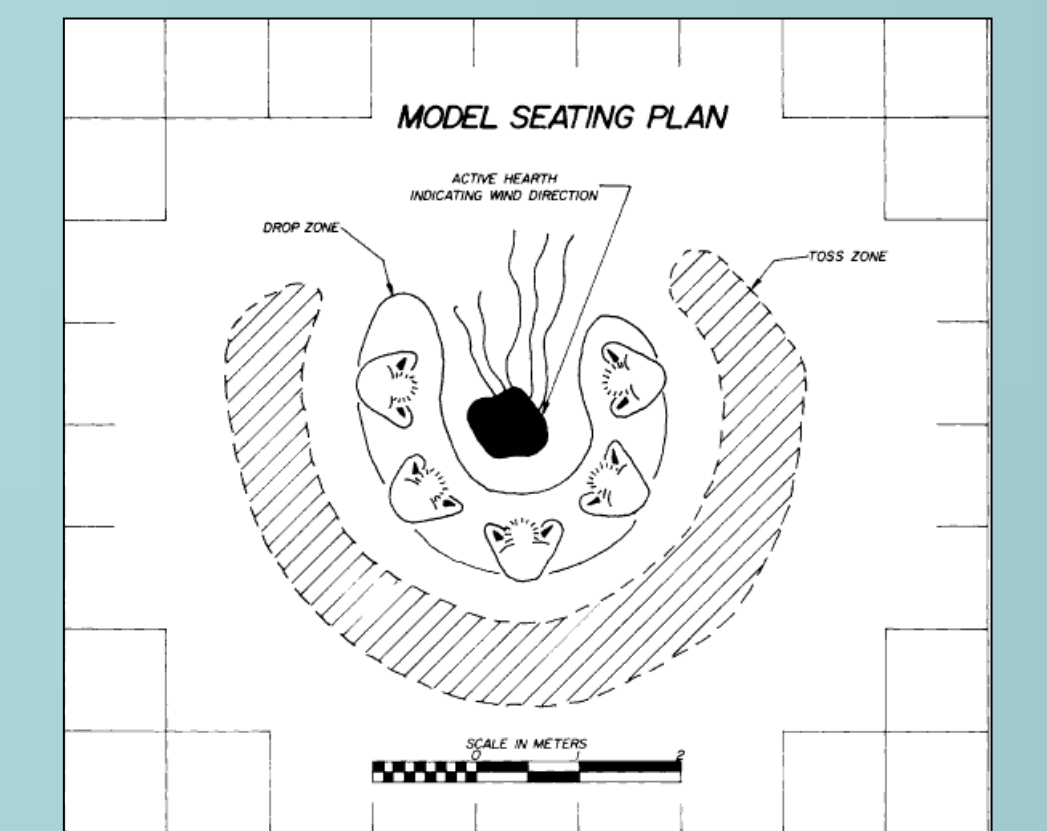 MODEL SEATING PLAN
ACTIVE HEARTH
INDICATING WIND DIRECTION
DROP ZONE
TOSS ZONE
SCALE IN METERS
0 1 2